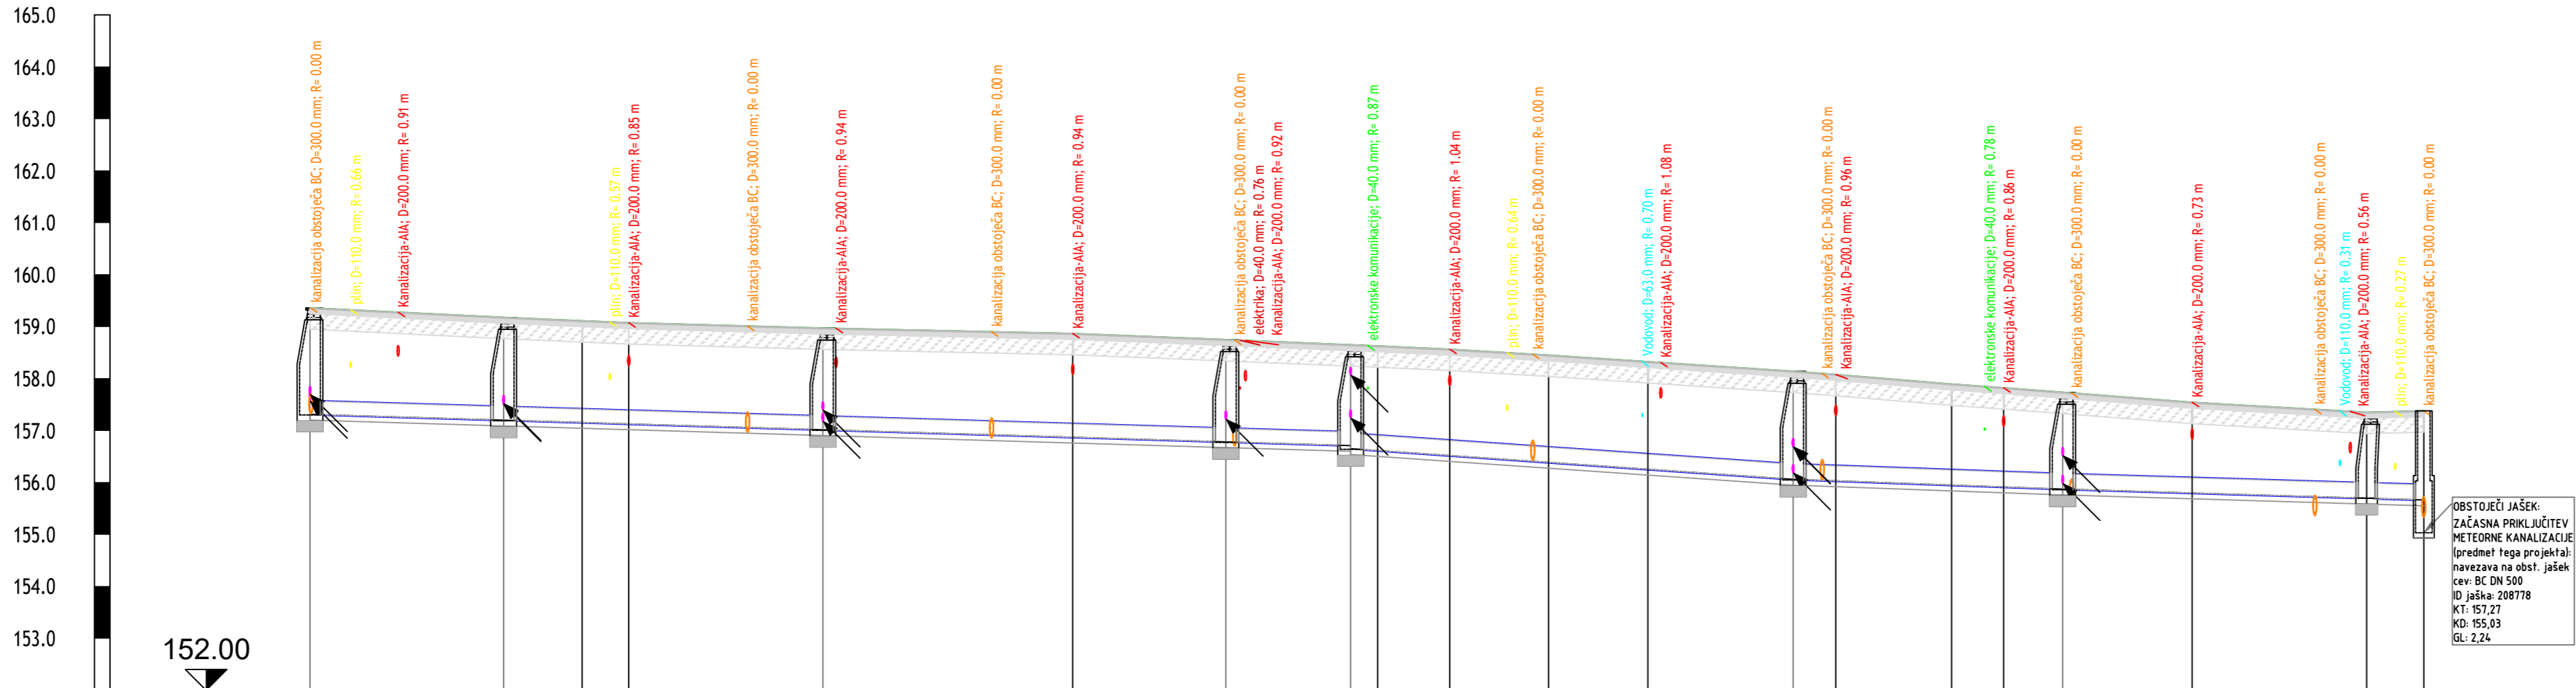 165.0
164.0
163.0
162.0
161.0
160.0
159.0
158.0
157.0
156.0
155.0
154.0
153.0
152.00
kanalizacija obstoječa BC; D=300.0 mm; R= 0.00 m
plin; D=110.0 mm; R= 0.66 m
Kanalizacija-AIA; D=200.0 mm; R= 0.91 m
plin; D=110.0 mm; R= 0.57 m
Kanalizacija-AIA; D=200.0 mm; R= 0.85 m
kanalizacija obstoječa BC; D=300.0 mm; R= 0.00 m
Kanalizacija-AIA; D=200.0 mm; R= 0.94 m
kanalizacija obstoječa BC; D=300.0 mm; R= 0.00 m
Kanalizacija-AIA; D=200.0 mm; R= 0.94 m
kanalizacija obstoječa BC; D=300.0 mm; R= 0.00 m
elektrika; D=40.0 mm; R= 0.76 m
Kanalizacija-AIA; D=200.0 mm; R= 0.92 m
elektronske komunikacije; D=40.0 mm; R= 0.87 m
Kanalizacija-AIA; D=200.0 mm; R= 1.04 m
plin; D=110.0 mm; R= 0.64 m
kanalizacija obstoječa BC; D=300.0 mm; R= 0.00 m
Vodovod; D=63.0 mm; R= 0.70 m
Kanalizacija-AIA; D=200.0 mm; R= 1.08 m
kanalizacija obstoječa BC; D=300.0 mm; R= 0.00 m
Kanalizacija-AIA; D=200.0 mm; R= 0.96 m
elektronske komunikacije; D=40.0 mm; R= 0.78 m
Kanalizacija-AIA; D=200.0 mm; R= 0.86 m
kanalizacija obstoječa BC; D=300.0 mm; R= 0.00 m
Kanalizacija-AIA; D=200.0 mm; R= 0.73 m
kanalizacija obstoječa BC; D=300.0 mm; R= 0.00 m
Vodovod; D=110.0 mm; R= 0.31 m
Kanalizacija-AIA; D=200.0 mm; R= 0.56 m
plin; D=110.0 mm; R= 0.27 m
kanalizacija obstoječa BC; D=300.0 mm; R= 0.00 m
OBSTOJEČI JAŠEK:
ZAČASNA PRIKLJUČITEV
METEORNE KANALIZACIJE
(predmet tega projekta):
navezava na obst. jašek
cev: BC DN 500
ID jaška: 208778
KT: 157,27
KD: 155,03
GL: 2,24